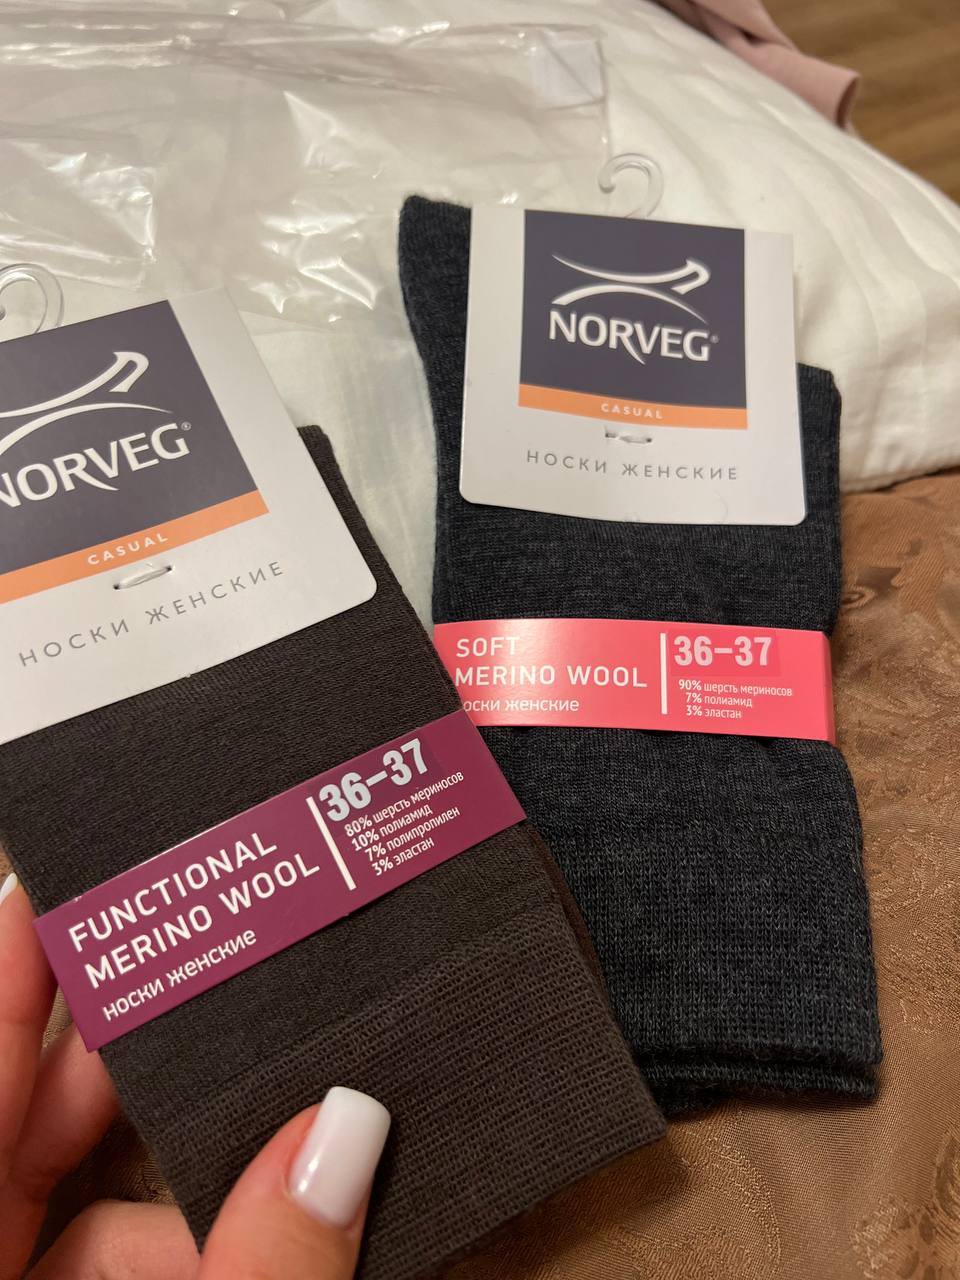 NORVEG®
CASUAL
НОСКИ ЖЕНСКИЕ
FUNCTIONAL
MERINO WOOL
носки женские
36–37
80% шерсть мериносов
10% полиамид
7% полипропилен
3% эластан
NORVEG®
CASUAL
НОСКИ ЖЕНСКИЕ
SOFT
MERINO WOOL
носки женские
36–37
90% шерсть мериносов
7% полиамид
3% эластан